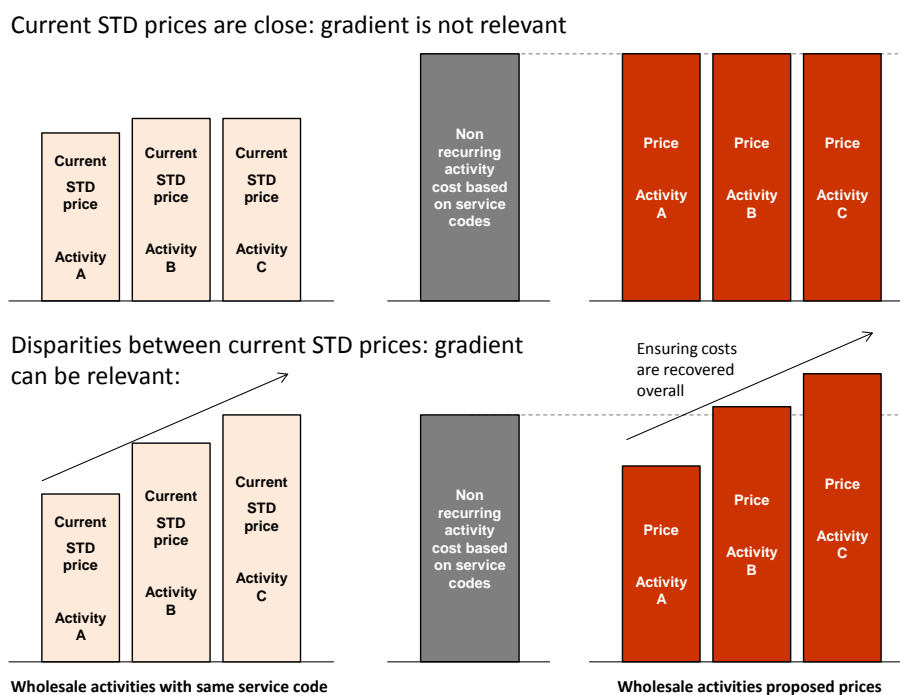 Current STD prices are close: gradient is not relevant
Current
STD
price
Activity
A
Current
STD
price
Activity
B
Current
STD
price
Activity
C
Non
recurring
activity
cost based
on service
codes
Price
Activity
A
Price
Activity
B
Price
Activity
C
Disparities between current STD prices: gradient
can be relevant:
Ensuring costs
are recovered
overall
Current
STD
price
Activity
A
Current
STD
price
Activity
B
Current
STD
price
Activity
C
Non
recurring
activity
cost based
on service
codes
Price
Activity
A
Price
Activity
B
Price
Activity
C
Wholesale activities with same service code
Wholesale activities proposed prices